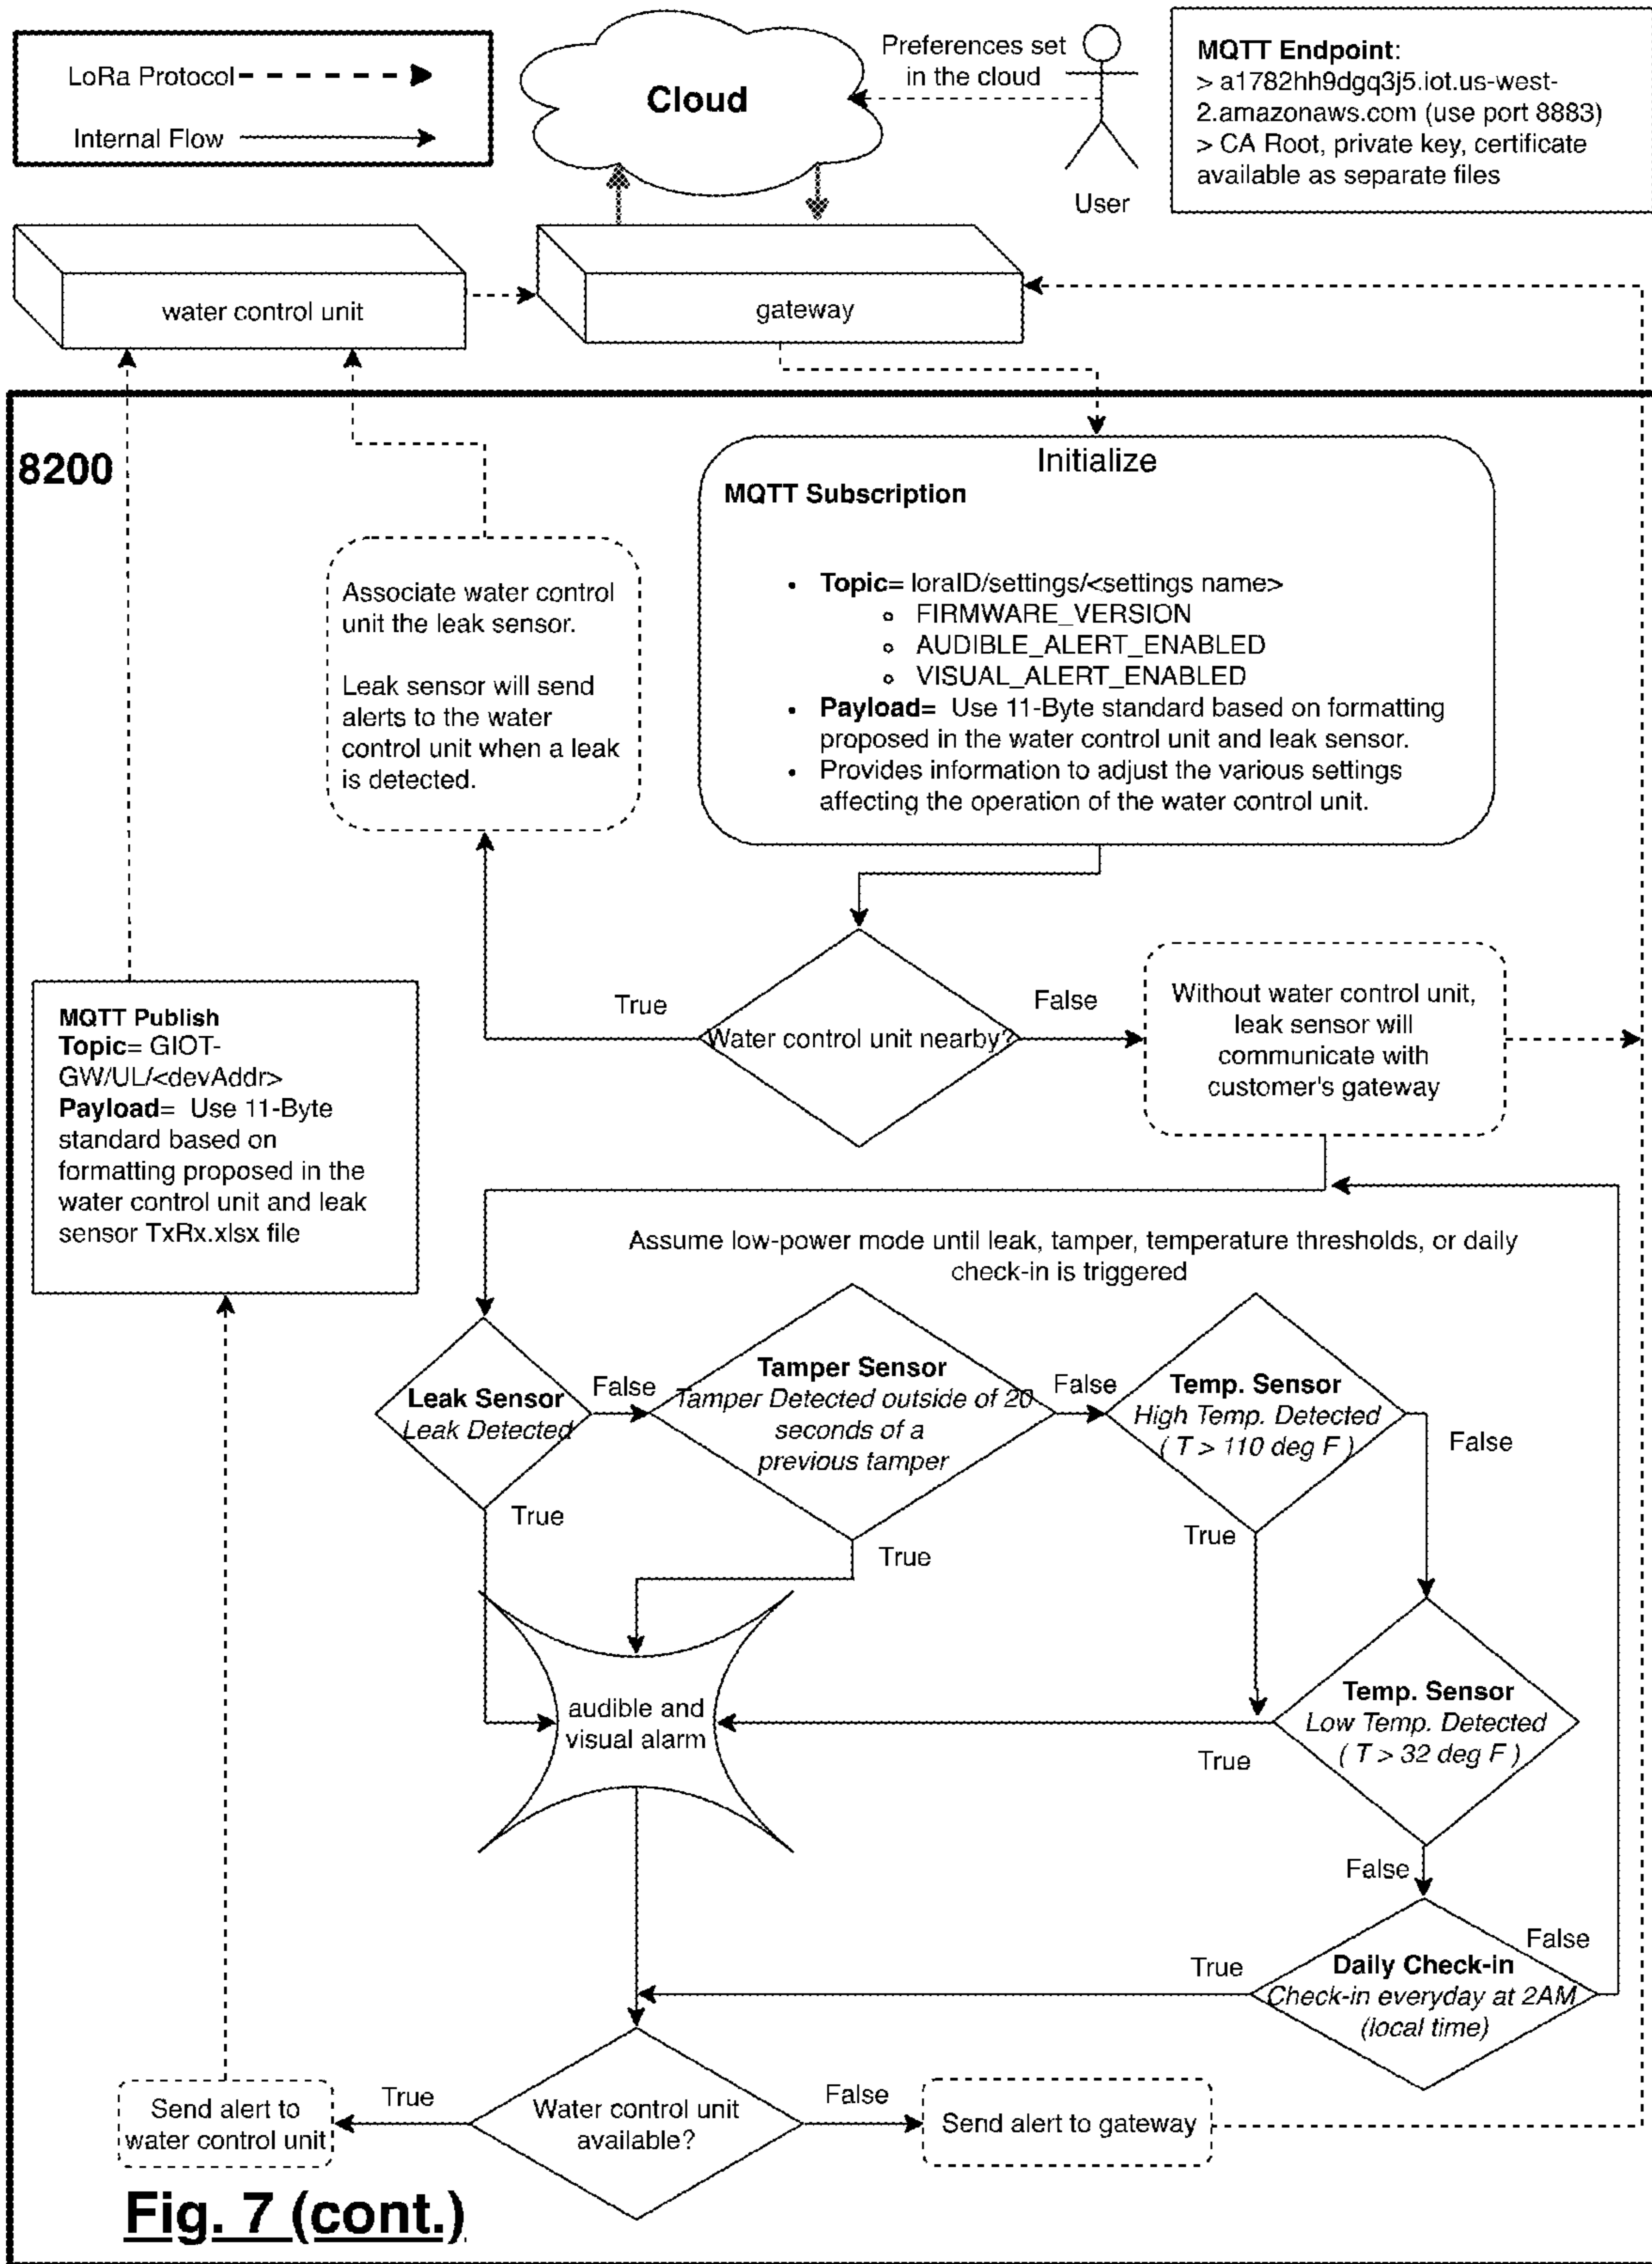 LoRa Protocol
Internal Flow
Cloud
Preferences set
in the cloud
User
MQTT Endpoint:
> a1782hh9dgq3j5.iot.us-west-
2.amazonaws.com (use port 8883)
> CA Root, private key, certificate
available as separate files
water control unit
gateway
8200
Initialize
MQTT Subscription
• Topic= loraID/settings/<settings name>
o FIRMWARE_VERSION
o AUDIBLE_ALERT_ENABLED
o VISUAL_ALERT_ENABLED
• Payload= Use 11-Byte standard based on formatting
proposed in the water control unit and leak sensor.
• Provides information to adjust the various settings
affecting the operation of the water control unit.
Associate water control
unit the leak sensor.
Leak sensor will send
alerts to the water
control unit when a leak
is detected.
True
Water control unit nearby?
False
Without water control unit,
leak sensor will
communicate with
customer's gateway
MQTT Publish
Topic= GIOT-
GW/UL/<devAddr>
Payload= Use 11-Byte
standard based on
formatting proposed in the
water control unit and leak
sensor TxRx.xlsx file
Assume low-power mode until leak, tamper, temperature thresholds, or daily
check-in is triggered
Leak Sensor
Leak Detected
False
True
Tamper Sensor
Tamper Detected outside of 20
seconds of a
previous tamper
False
True
Temp. Sensor
High Temp. Detected
( T > 110 deg F )
False
True
audible and
visual alarm
Temp. Sensor
Low Temp. Detected
( T > 32 deg F )
True
False
Daily Check-in
Check-in everyday at 2AM
(local time)
True
False
Water control unit
available?
True
False
Send alert to
water control unit
Send alert to gateway
Fig. 7 (cont.)